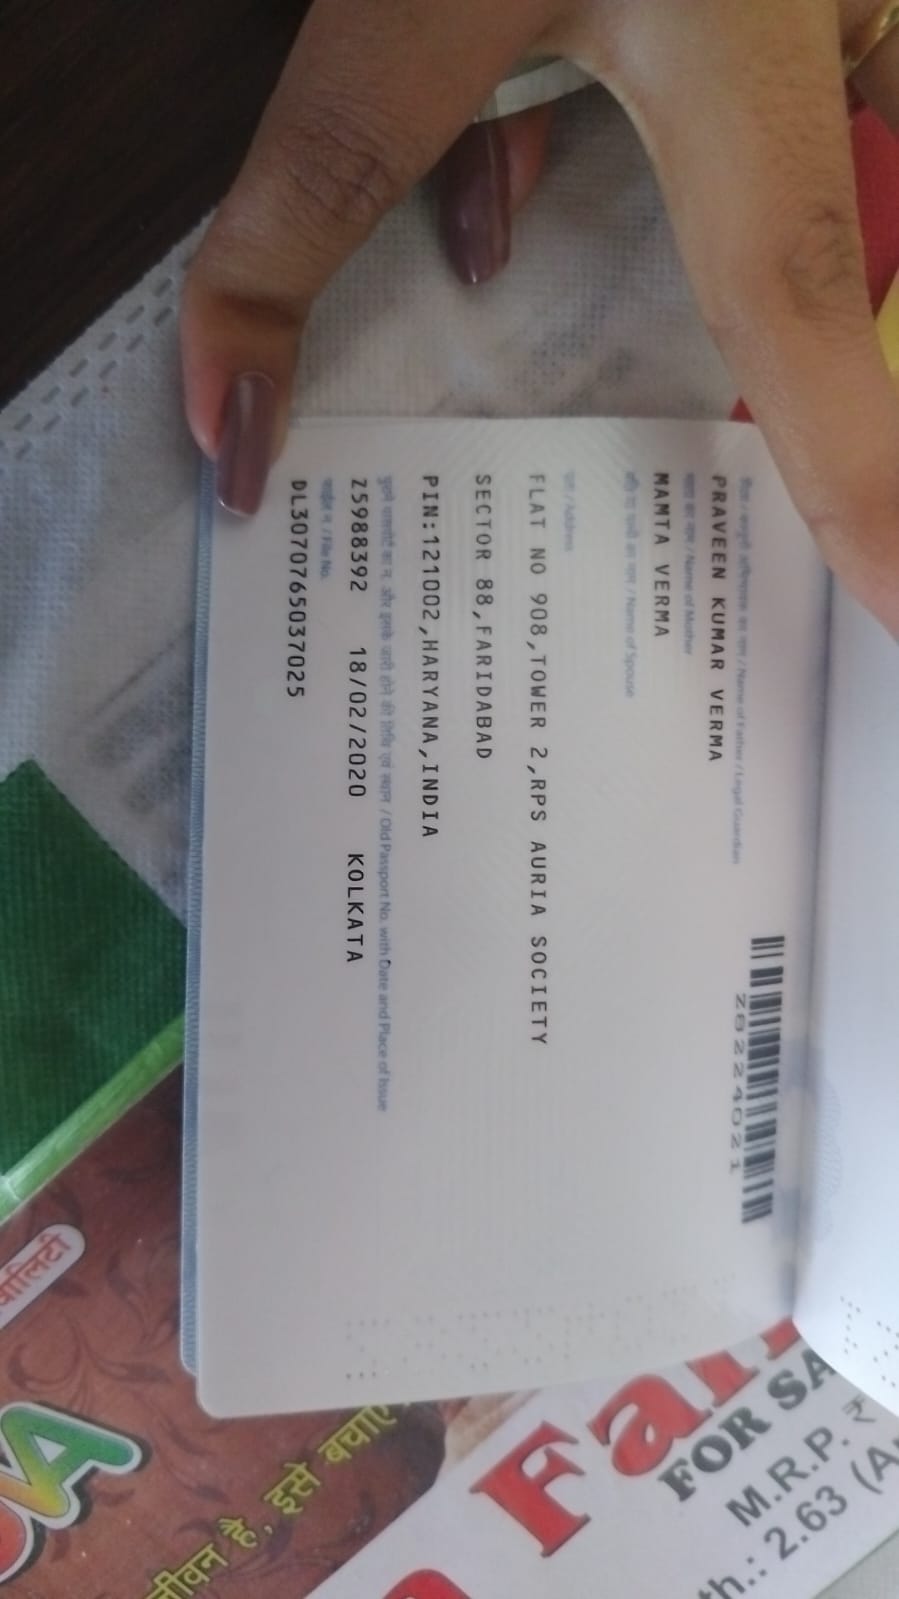 पिता / कानूनी अभिभावक का नाम / Name of Father / Legal Guardian
PRAVEEN KUMAR VERMA
माता का नाम / Name of Mother
MAMTA VERMA
पति या पत्नी का नाम / Name of Spouse
पता / Address
FLAT NO 908,TOWER 2,RPS AURIA SOCIETY
SECTOR 88,FARIDABAD
PIN:121002,HARYANA,INDIA
पुराने पासपोर्ट का न. और इसके जारी होने की तिथि एवं स्थान / Old Passport No. with Date and Place of Issue
Z5988392 18/02/2020 KOLKATA
फाईल न. / File No.
DL3070765037025
Z8224021
जीवन है, इसे बचाएं
FOR SA
M.R.P. ₹
th.: 2.63 (A